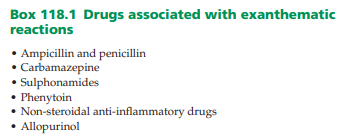 Box 118.1 Drugs associated with exanthematic
reactions
• Ampicillin and penicillin
• Carbamazepine
• Sulphonamides
• Phenytoin
• Non-steroidal anti-inflammatory drugs
• Allopurinol